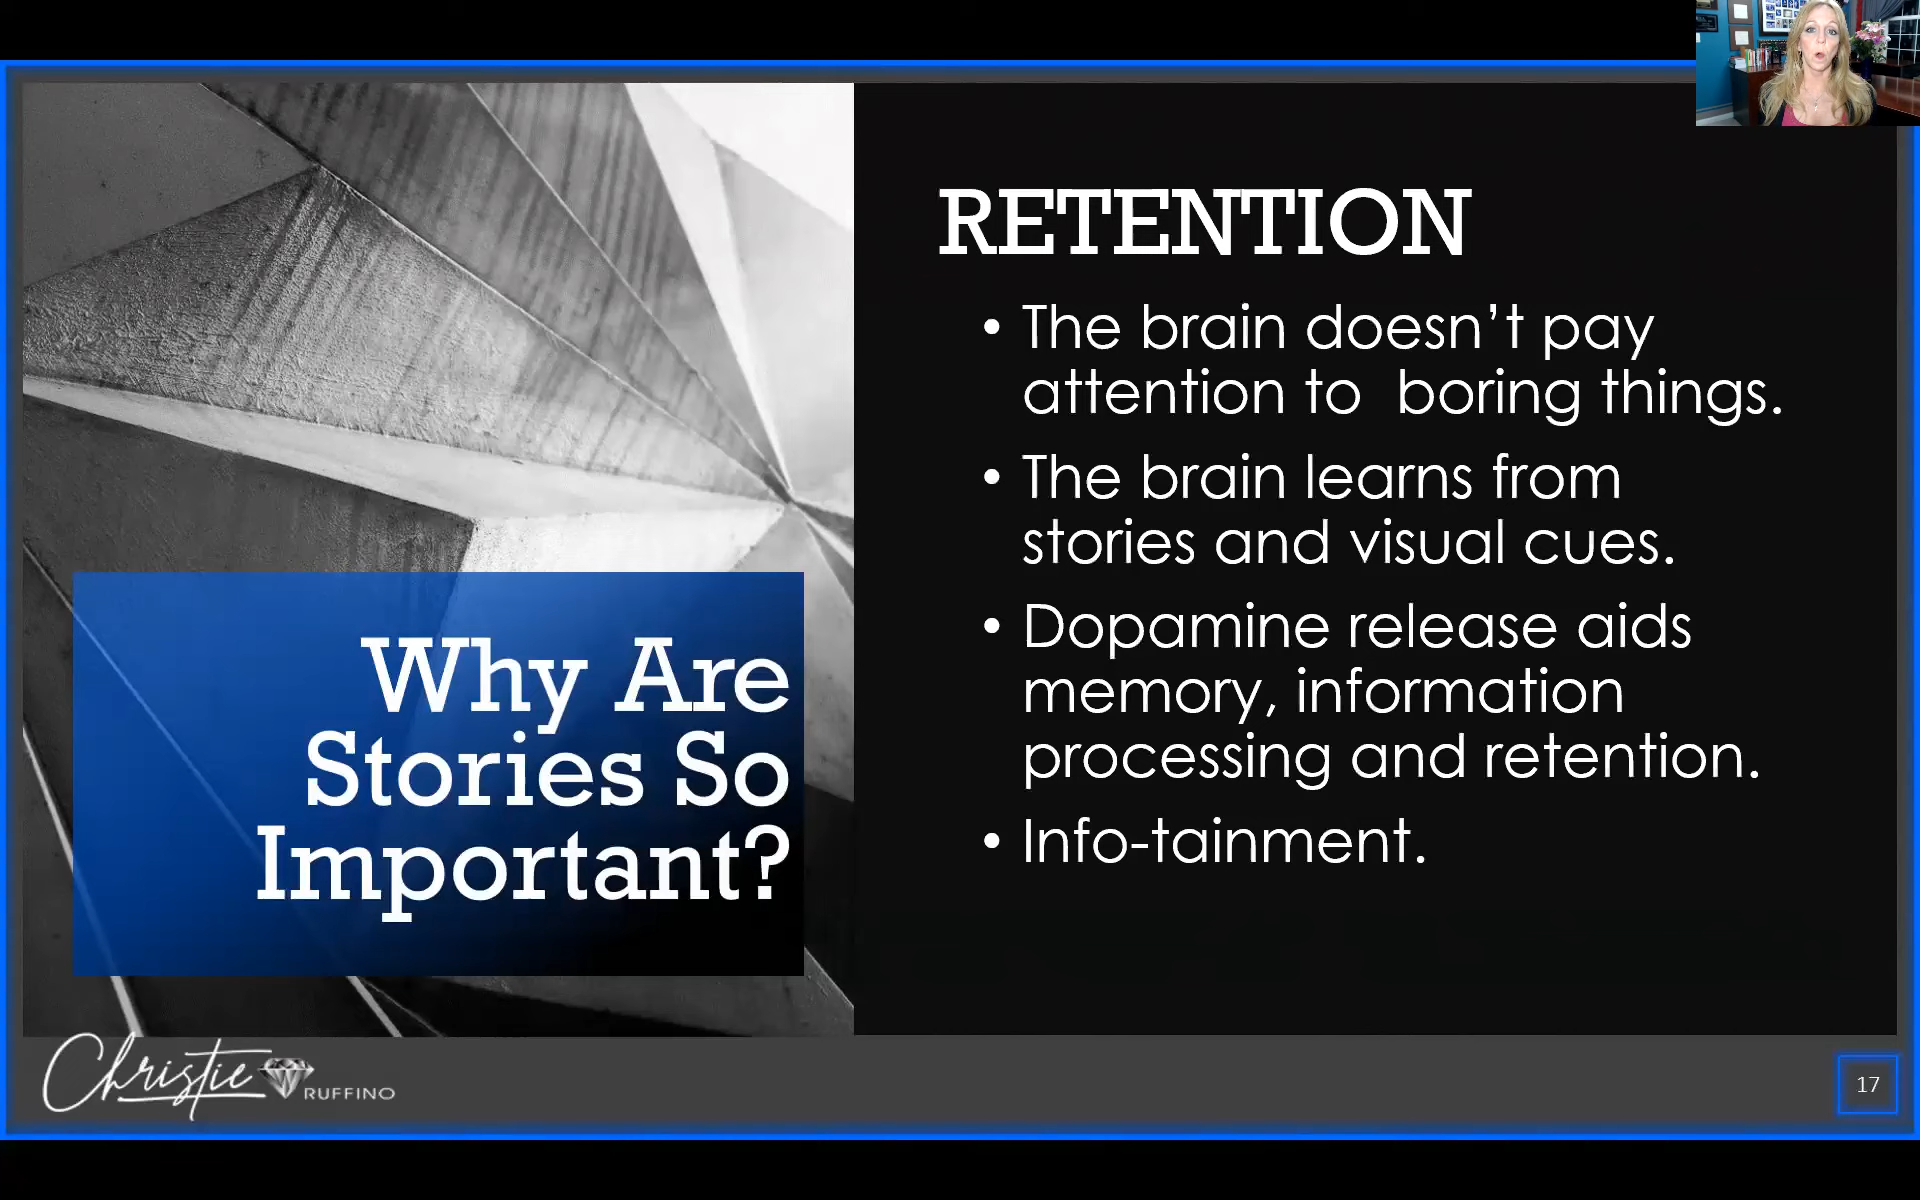 RETENTION
• The brain doesn’t pay
attention to  boring things.
• The brain learns from
stories and visual cues.
• Dopamine release aids
memory, information
processing and retention.
• Info-tainment.
Why Are
Stories So
Important?
Christie RUFFINO
17